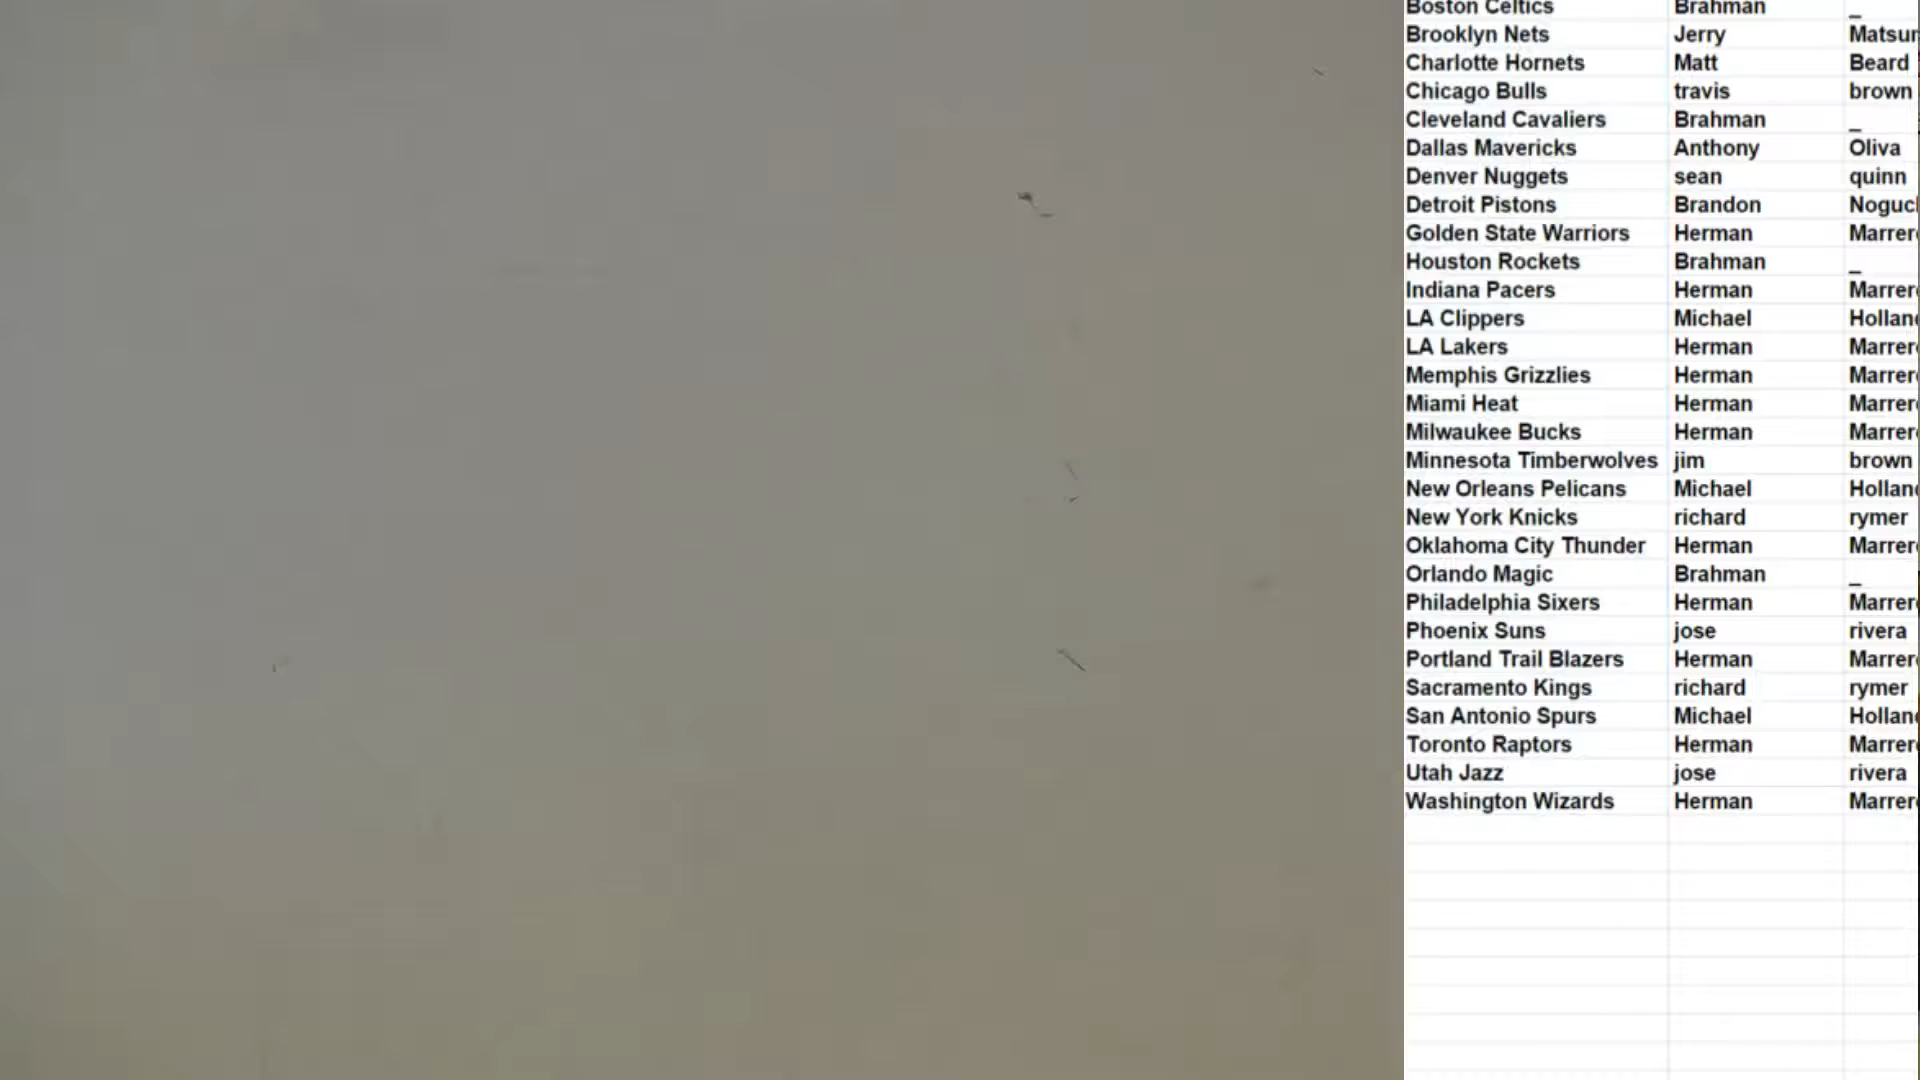 Boston Celtics Brahman _
Brooklyn Nets Jerry
Charlotte Hornets Matt Beard
Chicago Bulls travis brown
Cleveland Cavaliers Brahman _
Dallas Mavericks Anthony Oliva
Denver Nuggets sean quinn
Detroit Pistons Brandon
Golden State Warriors Herman
Houston Rockets Brahman _
Indiana Pacers Herman
LA Clippers Michael
LA Lakers Herman
Memphis Grizzlies Herman
Miami Heat Herman
Milwaukee Bucks Herman
Minnesota Timberwolves jim brown
New Orleans Pelicans Michael
New York Knicks richard rymer
Oklahoma City Thunder Herman
Orlando Magic Brahman _
Philadelphia Sixers Herman
Phoenix Suns jose rivera
Portland Trail Blazers Herman
Sacramento Kings richard rymer
San Antonio Spurs Michael
Toronto Raptors Herman
Utah Jazz jose rivera
Washington Wizards Herman